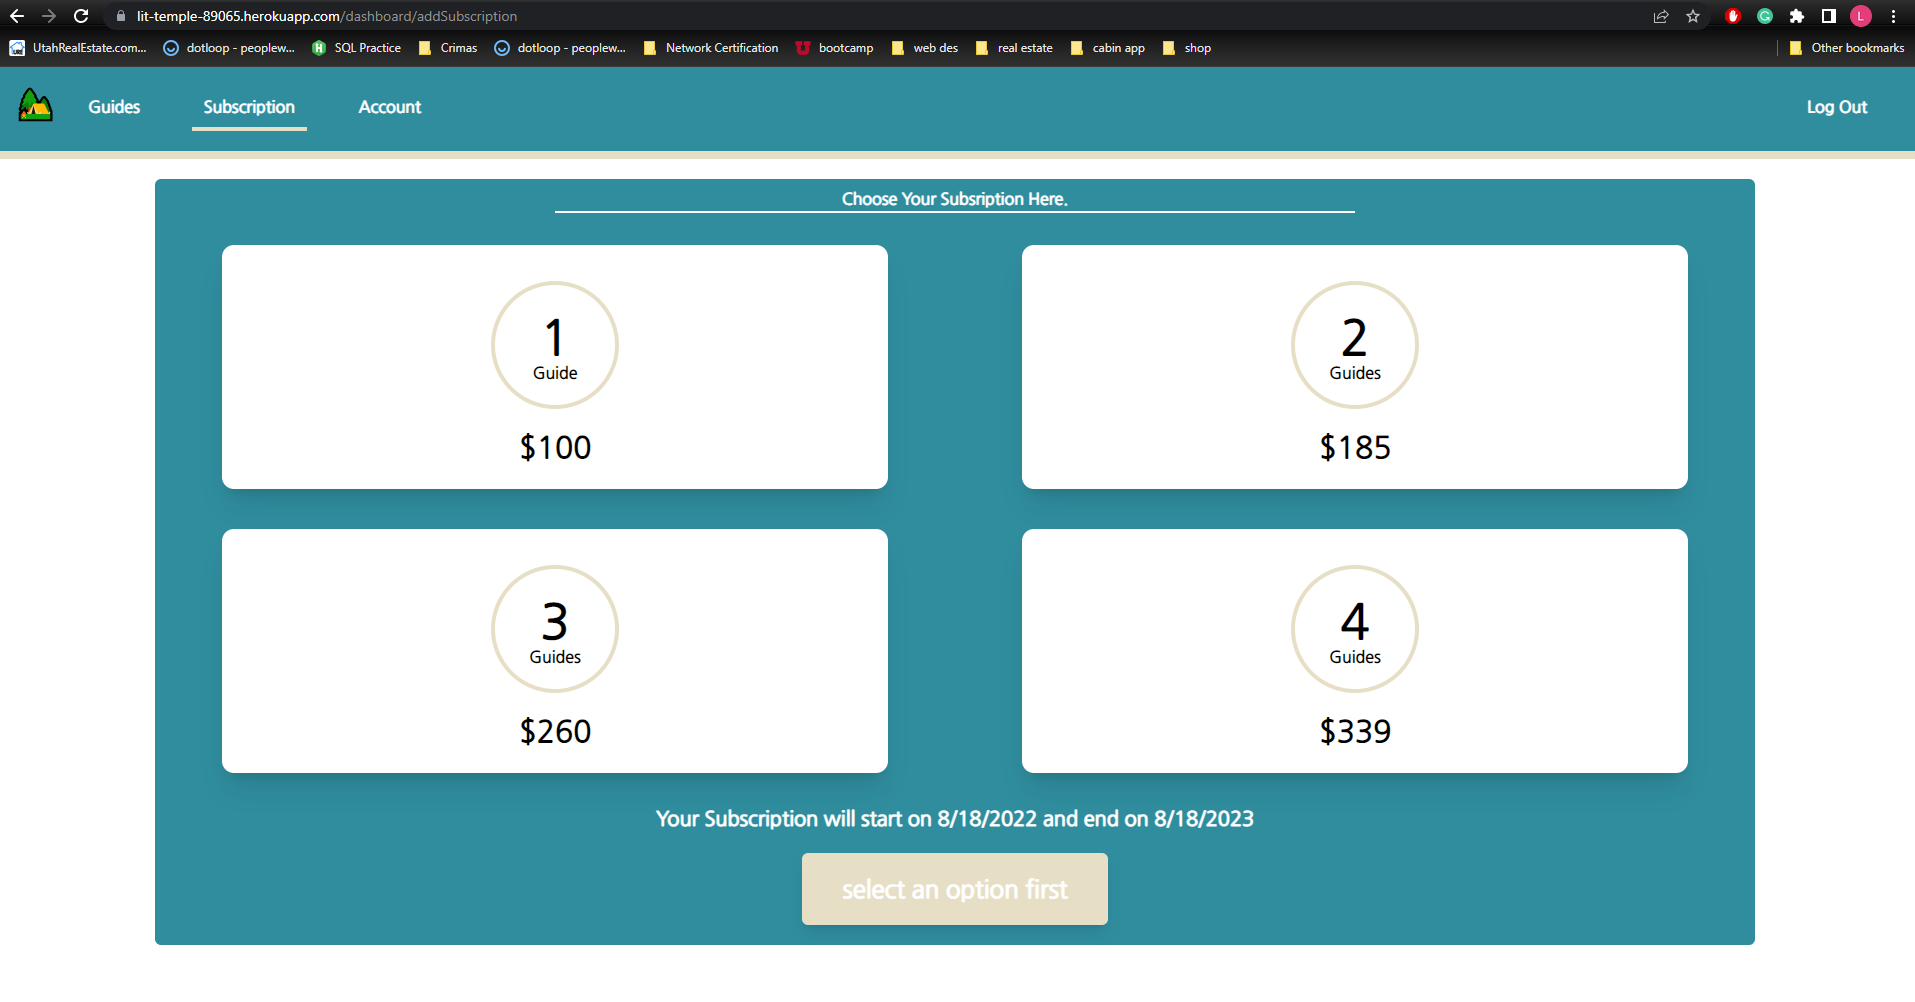 lit-temple-89065.herokuapp.com/dashboard/addSubscription
L
UtahRealEstate.com... dotloop - peoplew... SQL Practice Crimas dotloop - peoplew... Network Certification bootcamp web des real estate cabin app shop Other bookmarks
Guides Subscription Account Log Out
Choose Your Subsription Here.
1
Guide
$100
2
Guides
$185
3
Guides
$260
4
Guides
$339
Your Subscription will start on 8/18/2022 and end on 8/18/2023
select an option first